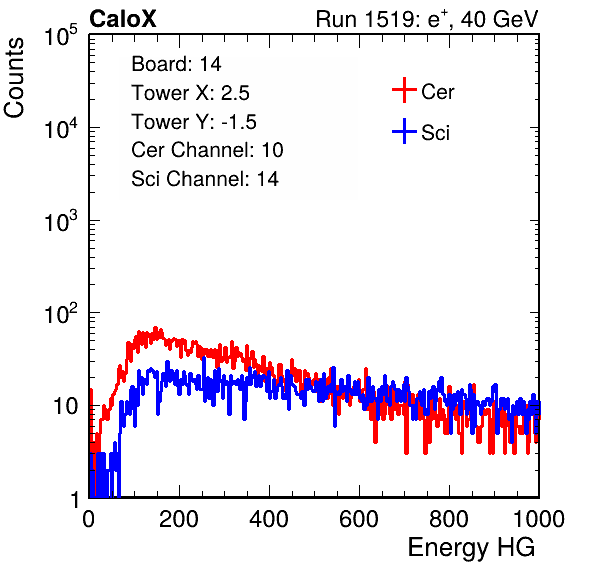 CaloX Run 1519: e⁺, 40 GeV
Counts
Board: 14
Tower X: 2.5
Tower Y: -1.5
Cer Channel: 10
Sci Channel: 14
Cer
Sci
10⁵
10⁴
10³
10²
10
1
0 200 400 600 800 1000
Energy HG